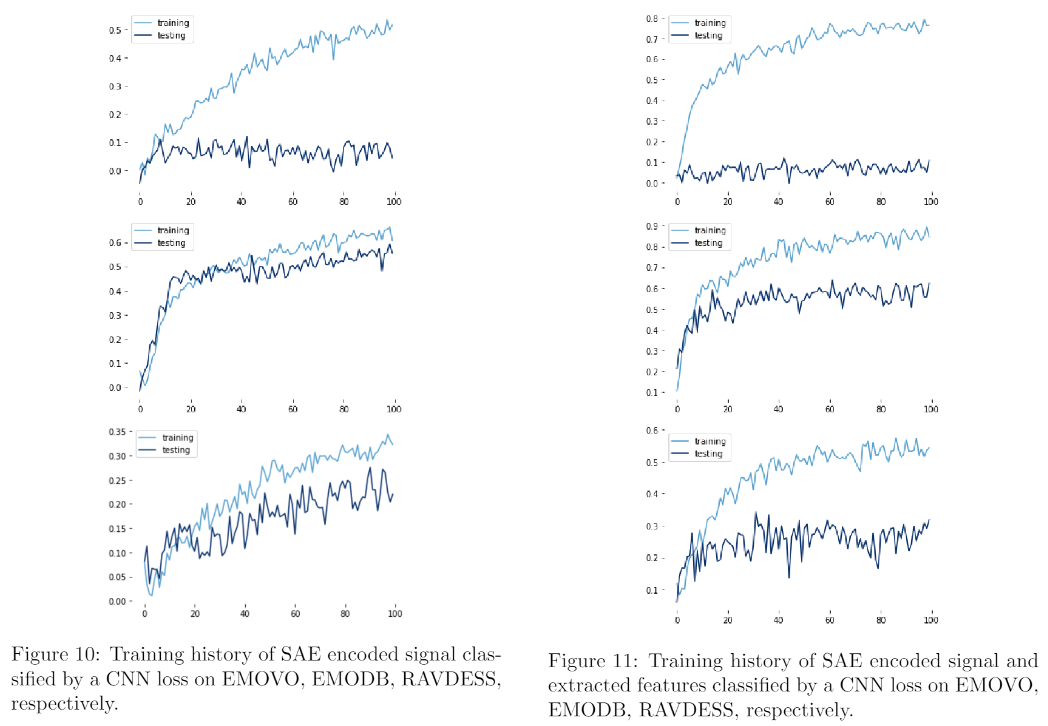 training
testing
0.5
0.4
0.3
0.2
0.1
0.0
0 20 40 60 80 100
training
testing
0.6
0.5
0.4
0.3
0.2
0.1
0.0
0 20 40 60 80 100
training
testing
0.35
0.30
0.25
0.20
0.15
0.10
0.05
0.00
0 20 40 60 80 100
Figure 10: Training history of SAE encoded signal clas-
sified by a CNN loss on EMOVO, EMODB, RAVDESS,
respectively.
training
testing
0.8
0.7
0.6
0.5
0.4
0.3
0.2
0.1
0.0
0 20 40 60 80 100
training
testing
0.9
0.8
0.7
0.6
0.5
0.4
0.3
0.2
0.1
0 20 40 60 80 100
training
testing
0.6
0.5
0.4
0.3
0.2
0.1
0 20 40 60 80 100
Figure 11: Training history of SAE encoded signal and
extracted features classified by a CNN loss on EMOVO,
EMODB, RAVDESS, respectively.